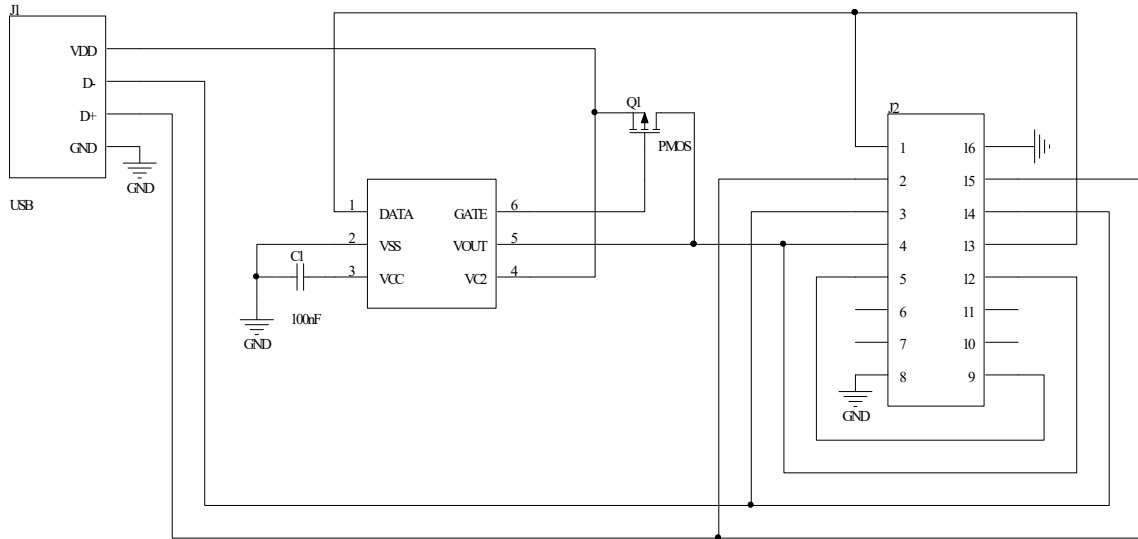 J1
VDD
D-
D+
GND
GND
USB
Q1
PMOS
1 DATA GATE 6
2 VSS VOUT 5
3 VCC VC2 4
C1
100nF
GND
J2
1 16
2 15
3 14
4 13
5 12
6 11
7 10
8 9
GND